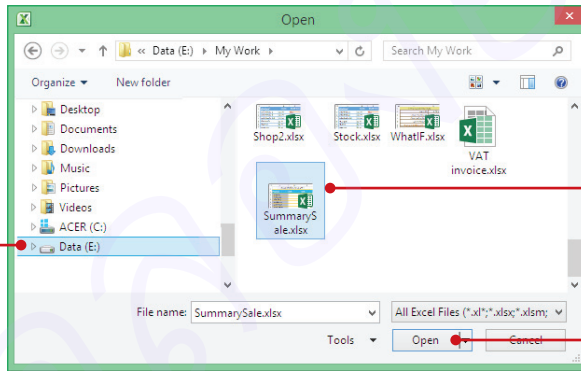 Open
« Data (E:) ▸ My Work ▸
Search My Work
Organize
New folder
Desktop
Documents
Downloads
Music
Pictures
Videos
ACER (C:)
Data (E:)
Shop2.xlsx
Stock.xlsx
WhatIF.xlsx
VAT
invoice.xlsx
SummaryS
ale.xlsx
File name:
SummarySale.xlsx
All Excel Files (*.xl*;*.xlsx;*.xlsm;
Tools
Open
Cancel